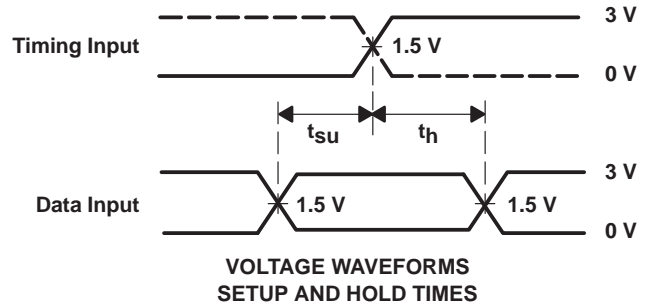 3 V
Timing Input
1.5 V
0 V
tsu
th
3 V
Data Input
1.5 V
1.5 V
0 V
VOLTAGE WAVEFORMS
SETUP AND HOLD TIMES